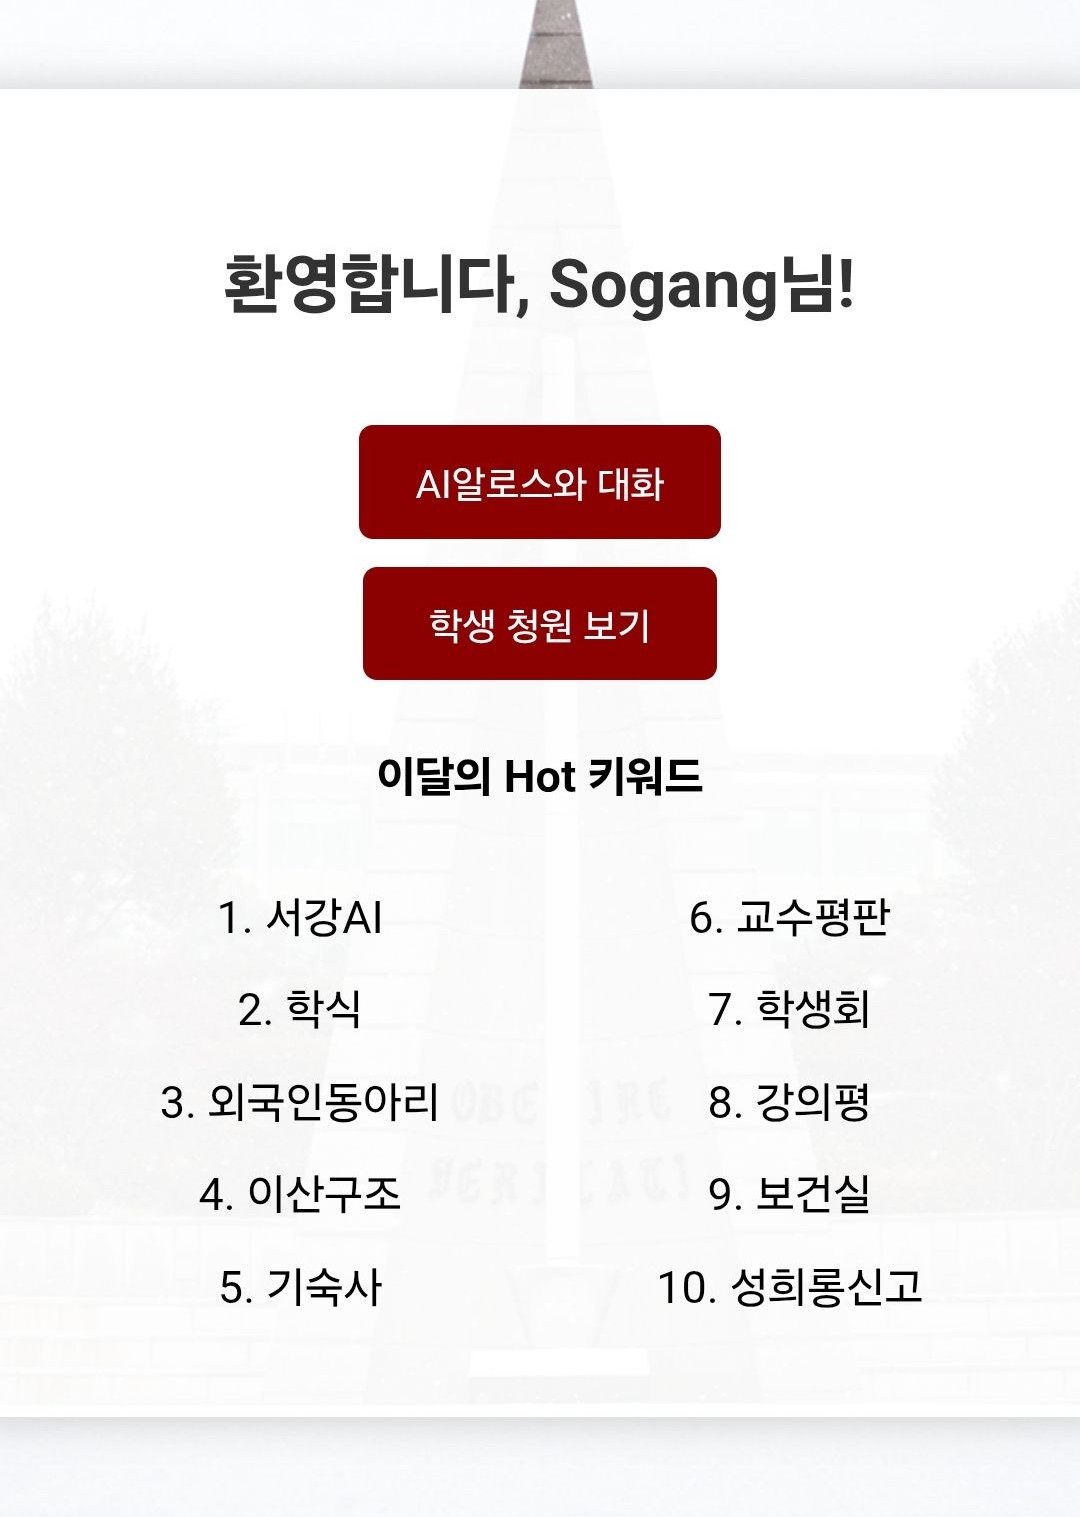 환영합니다, Sogang님!
AI알로스와 대화
학생 청원 보기
이달의 Hot 키워드
1. 서강AI
2. 학식
3. 외국인동아리
4. 이산구조
5. 기숙사
6. 교수평판
7. 학생회
8. 강의평
9. 보건실
10. 성희롱신고